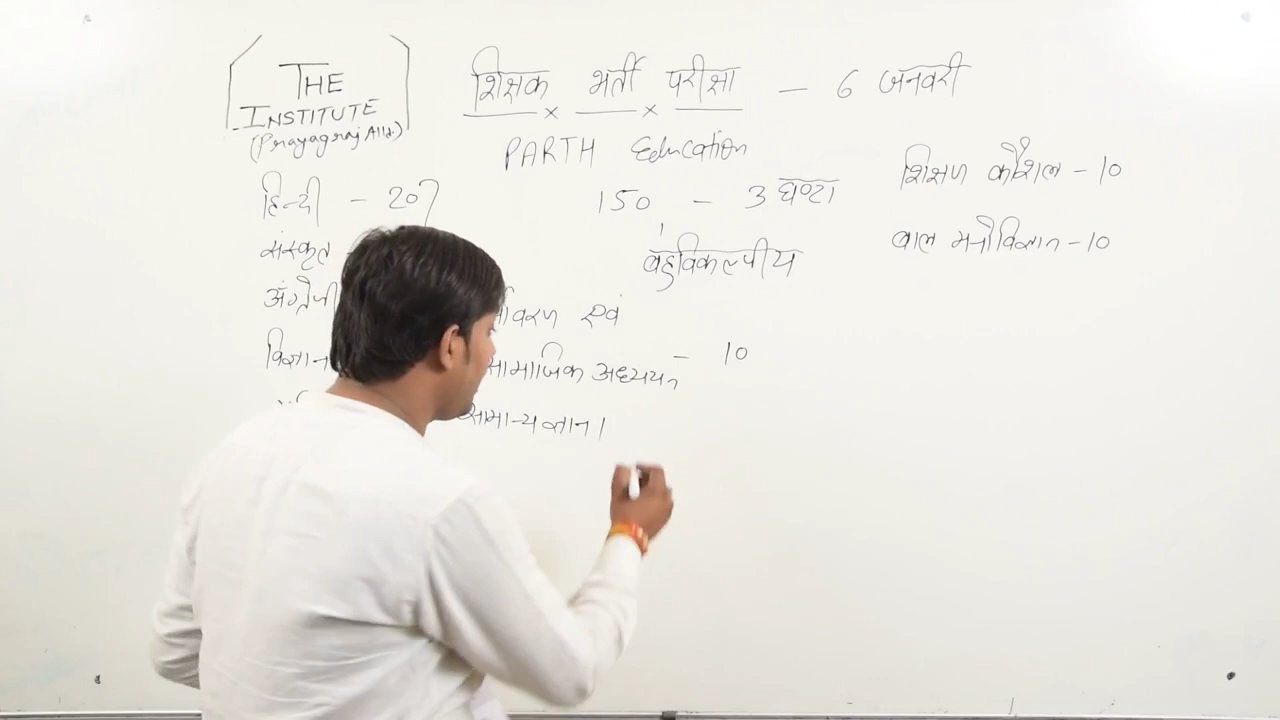 THE
INSTITUTE
(Prayagraj Alld.)
शिक्षक भर्ती परीक्षा - 6 जनवरी
PARTH Education
हिन्दी - 20
संस्कृत
अंग्रेजी
विज्ञान
150 - 3 घण्टा
बहुविकल्पीय
एवं
सामाजिक अध्ययन - 10
सामान्य ज्ञान ।
शिक्षण कौशल - 10
बाल मनोविज्ञान - 10